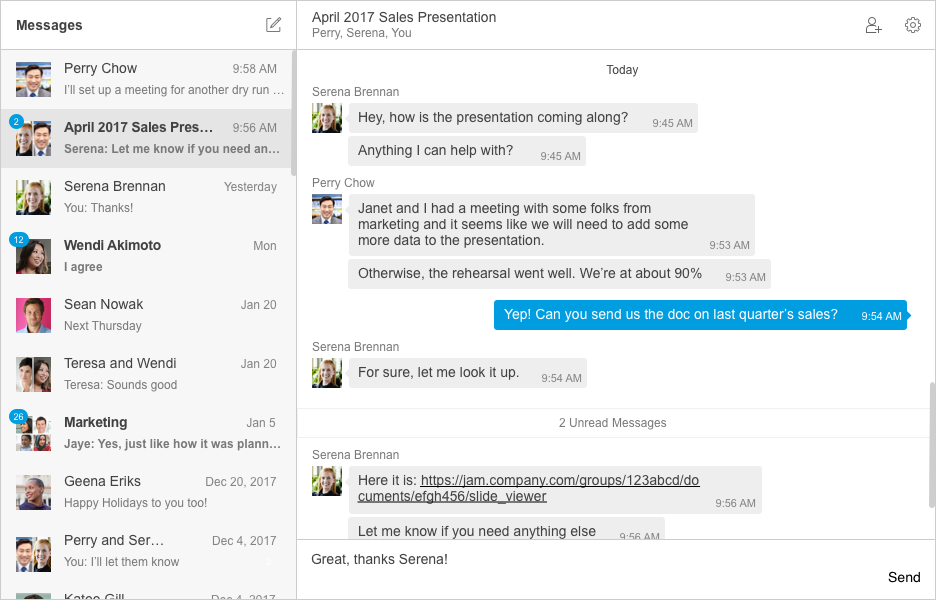 Messages
Perry Chow
9:58 AM
I'll set up a meeting for another dry run …
2
April 2017 Sales Pres…
9:56 AM
Serena: Let me know if you need an…
Serena Brennan
Yesterday
You: Thanks!
12
Wendi Akimoto
Mon
I agree
Sean Nowak
Jan 20
Next Thursday
Teresa and Wendi
Jan 20
Teresa: Sounds good
26
Marketing
Jan 5
Jaye: Yes, just like how it was plann…
Geena Eriks
Dec 20, 2017
Happy Holidays to you too!
Perry and Ser…
Dec 4, 2017
You: I'll let them know
Katee Gill
Dec 4, 2017
April 2017 Sales Presentation
Perry, Serena, You
Today
Serena Brennan
Hey, how is the presentation coming along?
9:45 AM
Anything I can help with?
9:45 AM
Perry Chow
Janet and I had a meeting with some folks from
marketing and it seems like we will need to add some
more data to the presentation.
9:53 AM
Otherwise, the rehearsal went well. We're at about 90%
9:53 AM
Yep! Can you send us the doc on last quarter's sales?
9:54 AM
Serena Brennan
For sure, let me look it up.
9:54 AM
2 Unread Messages
Serena Brennan
Here it is: https://jam.company.com/groups/123abcd/do
cuments/efgh456/slide_viewer
9:56 AM
Let me know if you need anything else
9:56 AM
Great, thanks Serena!
Send